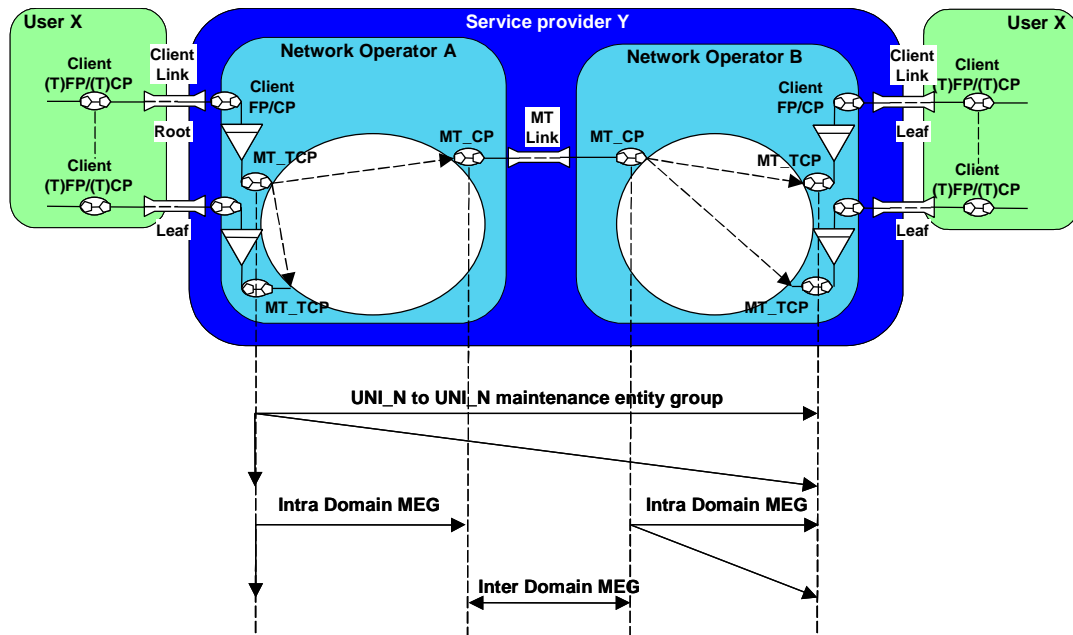 User X
Service provider Y
User X
Network Operator A
Network Operator B
Client
Link
Client
(T)FP/(T)CP
Client
FP/CP
Root
MT_TCP
MT_CP
MT
Link
MT_CP
Client
FP/CP
MT_TCP
Client
Link
Client
(T)FP/(T)CP
Leaf
Client
(T)FP/(T)CP
Leaf
MT_TCP
MT_TCP
Client
(T)FP/(T)CP
Leaf
UNI_N to UNI_N maintenance entity group
Intra Domain MEG
Intra Domain MEG
Inter Domain MEG